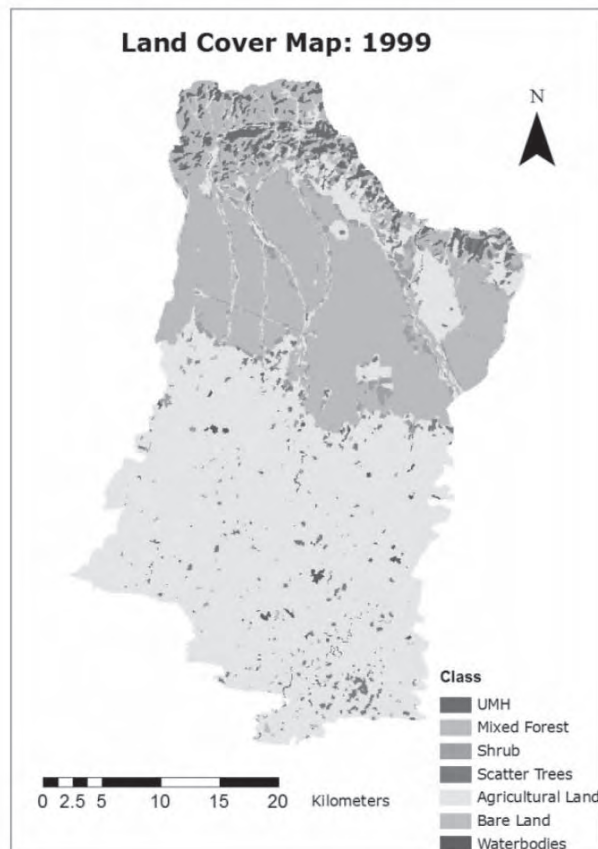 Land Cover Map: 1999
N
Class
UMH
Mixed Forest
Shrub
Scatter Trees
Agricultural Land
Bare Land
Waterbodies
0 2.5 5 10 15 20 Kilometers